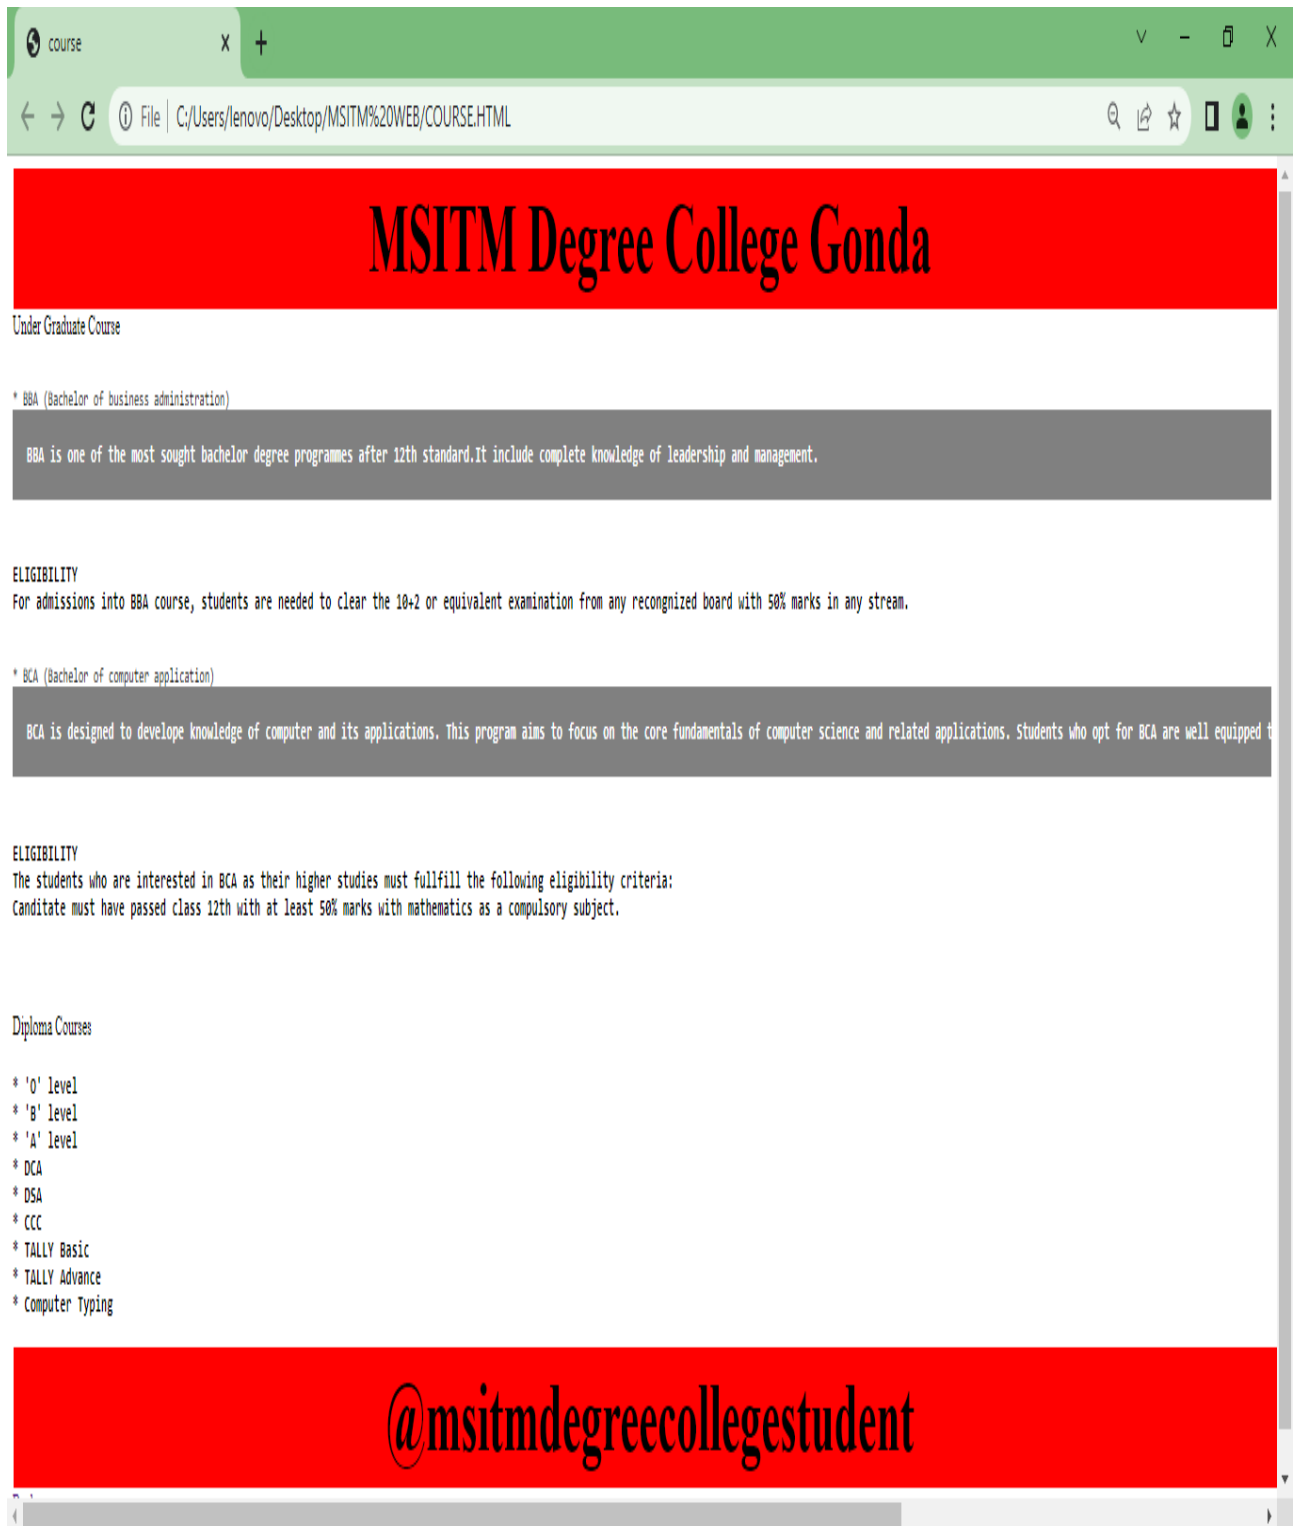 course
File C:/Users/lenovo/Desktop/MSITM%20WEB/COURSE.HTML
MSITM Degree College Gonda
Under Graduate Course
* BBA (Bachelor of business administration)
BBA is one of the most sought bachelor degree programmes after 12th standard.It include complete knowledge of leadership and management.
ELIGIBILITY
For admissions into BBA course, students are needed to clear the 10+2 or equivalent examination from any recongnized board with 50% marks in any stream.
* BCA (Bachelor of computer application)
BCA is designed to develope knowledge of computer and its applications. This program aims to focus on the core fundamentals of computer science and related applications. Students who opt for BCA are well equipped t
ELIGIBILITY
The students who are interested in BCA as their higher studies must fullfill the following eligibility criteria:
Canditate must have passed class 12th with at least 50% marks with mathematics as a compulsory subject.
Diploma Courses
* 'O' level
* 'B' level
* 'A' level
* DCA
* DSA
* CCC
* TALLY Basic
* TALLY Advance
* Computer Typing
@msitmdegreecollegestudent